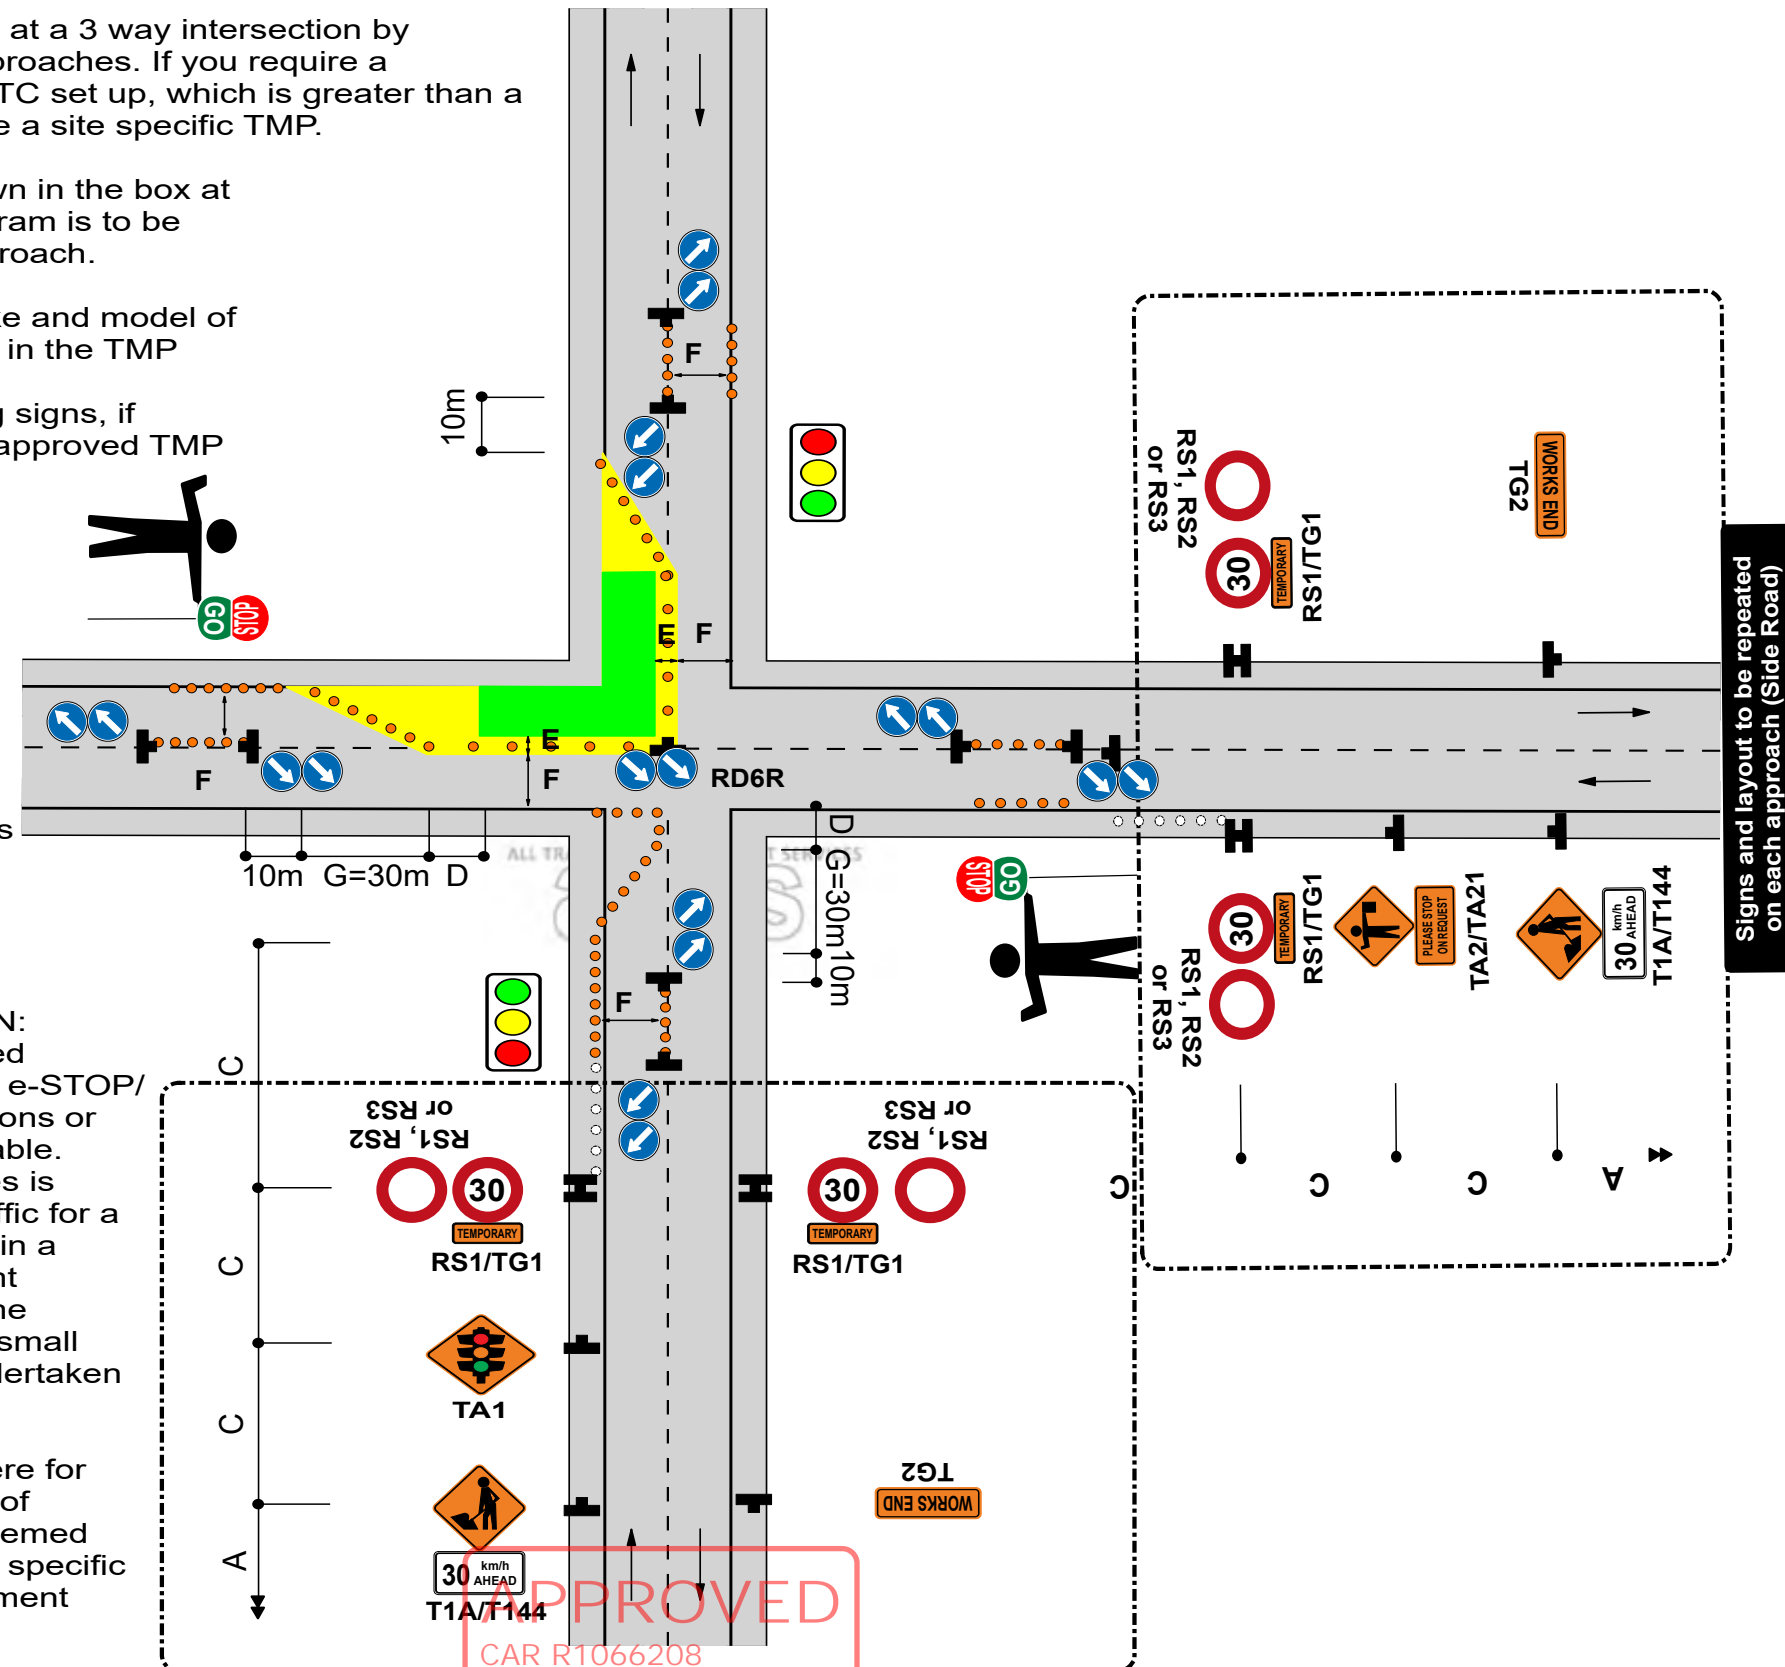 at a 3 way intersection by
proaches. If you require a
TC set up, which is greater than a
e a site specific TMP.
wn in the box at
ram is to be
roach.
ke and model of
in the TMP
g signs, if
approved TMP
10m
F
STOP
GO
E F
E
F
F
RD6R
s
10m G=30m D
D
G=30m
10m
ALL TRA
T SERVICES
STOP
GO
RS1, RS2
or RS3
30
TEMPORARY
RS1/TG1
WORKS END
TG2
Signs and layout to be repeated
on each approach (Side Road)
30
TEMPORARY
RS1/TG1
RS1, RS2
or RS3
PLEASE STOP
ON REQUEST
TA2/TA21
30 km/h
AHEAD
T1A/T144
C
C
C
A
F
N:
ed
e-STOP/
ons or
able.
es is
ffic for a
in a
nt
ne
small
dertaken
ere for
of
emed
specific
ment
C
C
C
A
RS1, RS2
or RS3
30
TEMPORARY
RS1/TG1
RS1, RS2
or RS3
30
TEMPORARY
RS1/TG1
TA1
TG2
WORKS END
30 km/h
AHEAD
T1A/T144
APPROVED
CAR R1066208